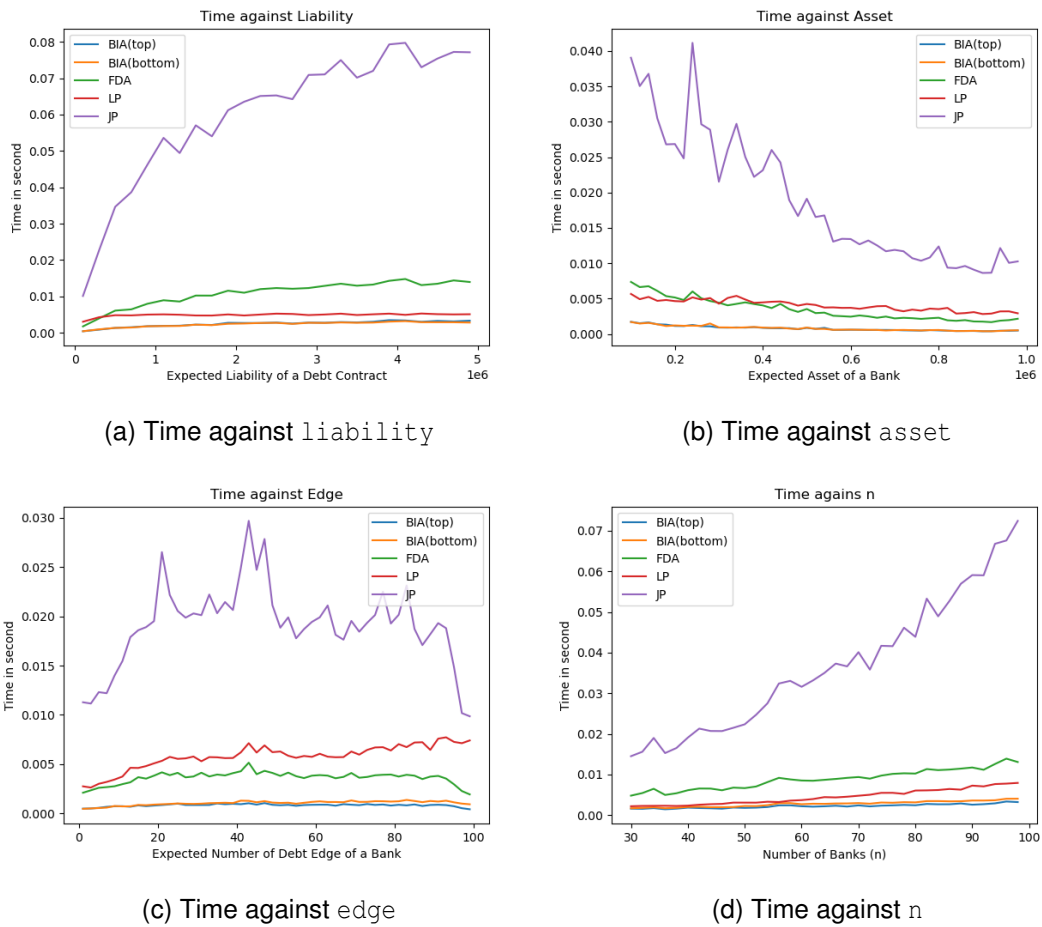 Time against Liability
BIA(top)
BIA(bottom)
FDA
LP
JP
0.08
0.07
0.06
0.05
0.04
0.03
0.02
0.01
0.00
Time in second
0
1
2
3
4
5
1e6
Expected Liability of a Debt Contract
(a) Time against liability
Time against Asset
BIA(top)
BIA(bottom)
FDA
LP
JP
0.040
0.035
0.030
0.025
0.020
0.015
0.010
0.005
0.000
Time in second
0.2
0.4
0.6
0.8
1.0
1e6
Expected Asset of a Bank
(b) Time against asset
Time against Edge
BIA(top)
BIA(bottom)
FDA
LP
JP
0.030
0.025
0.020
0.015
0.010
0.005
0.000
Time in second
0
20
40
60
80
100
Expected Number of Debt Edge of a Bank
(c) Time against edge
Time agains n
BIA(top)
BIA(bottom)
FDA
LP
JP
0.07
0.06
0.05
0.04
0.03
0.02
0.01
0.00
Time in second
30
40
50
60
70
80
90
100
Number of Banks (n)
(d) Time against n